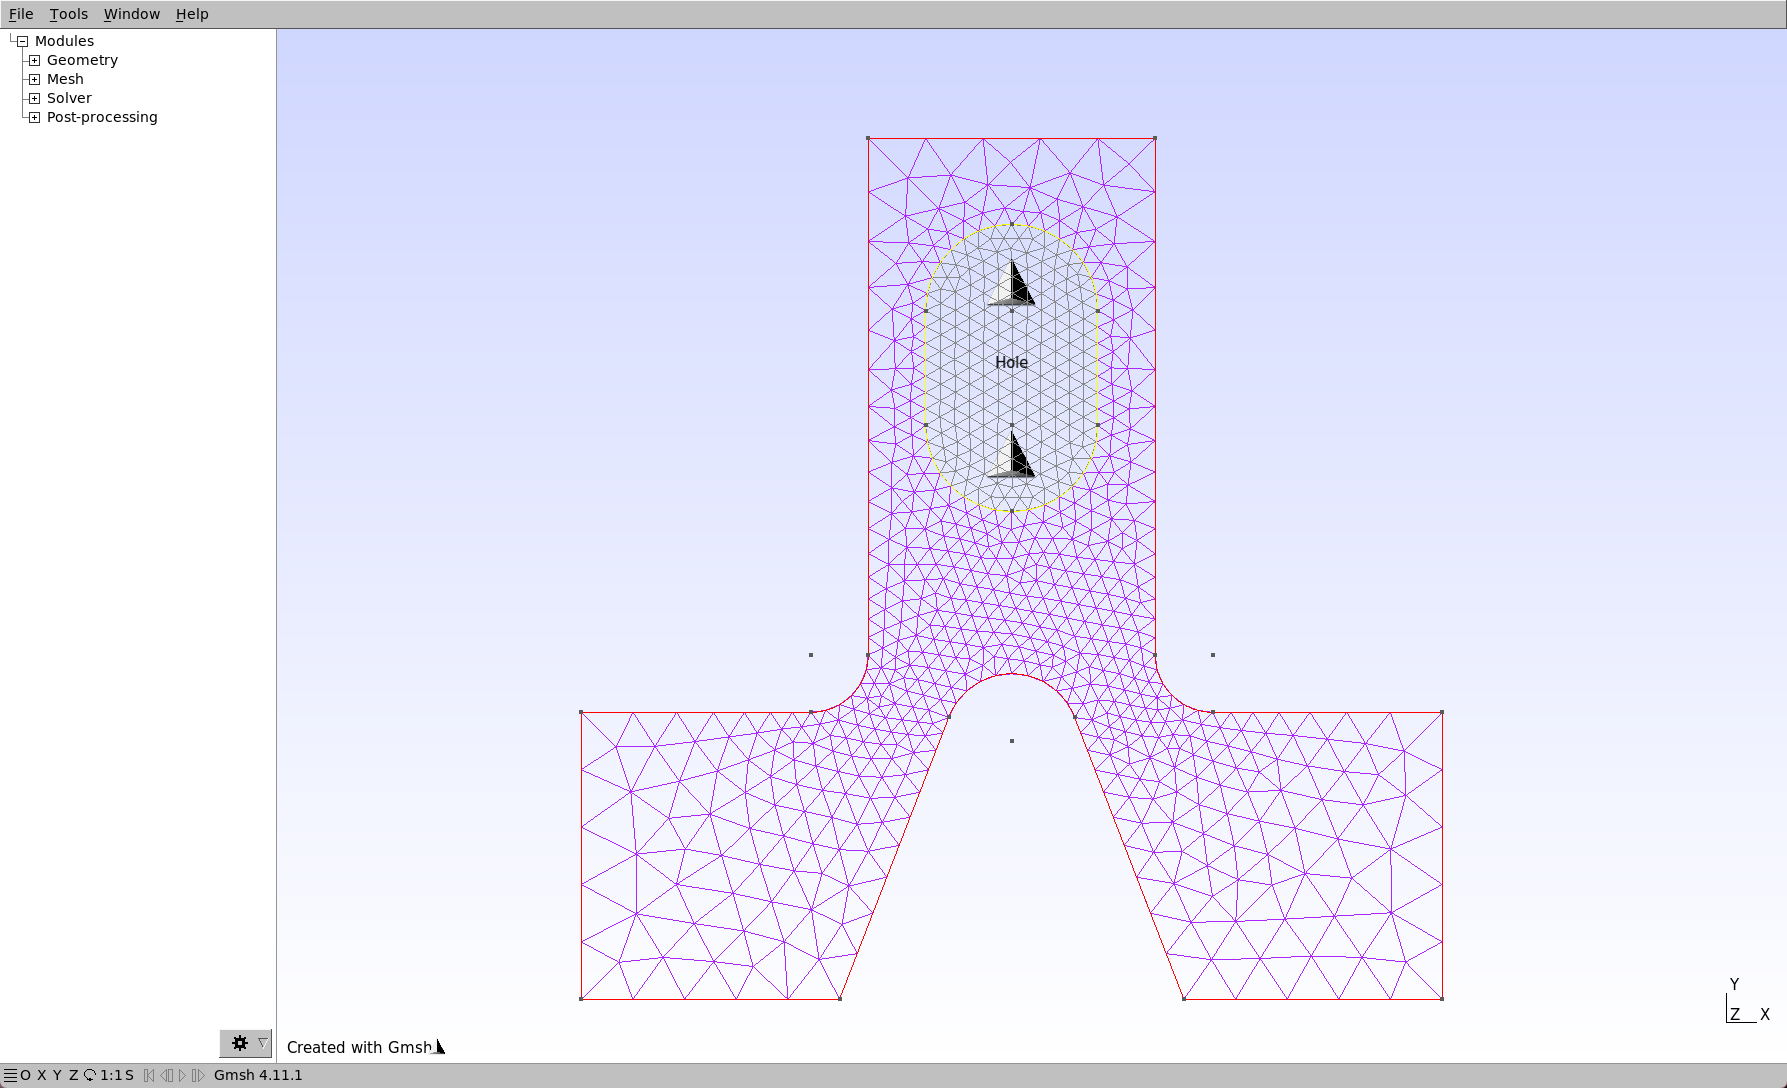 File Tools Window Help
Modules
Geometry
Mesh
Solver
Post-processing
Hole
Y
Z X
Created with Gmsh
O X Y Z 1:1 S Gmsh 4.11.1